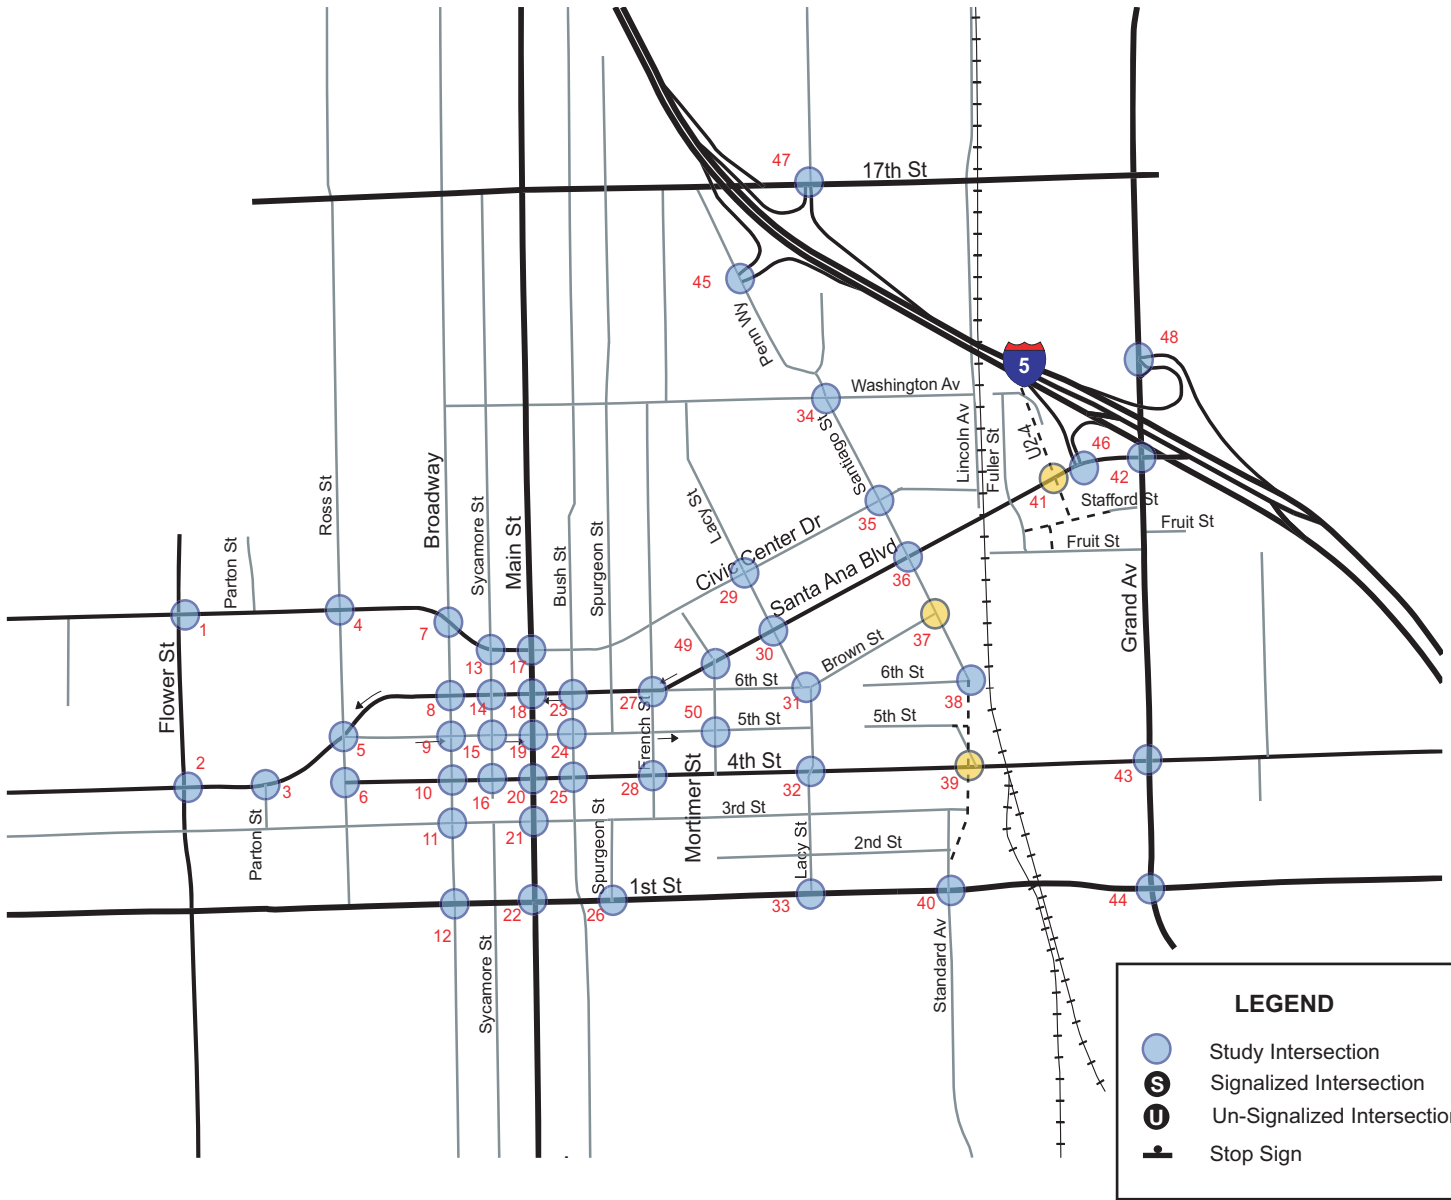 47
17th St
45
Penn Wy
48
5
Washington Av
34
Santiago St
Lincoln Av
Fuller St
U2-4
46
42
41
Stafford St
Fruit St
Fruit St
Ross St
Broadway
Sycamore St
Main St
Bush St
Spurgeon St
Lacy St
Civic Center Dr
35
Santa Ana Blvd
36
29
Parton St
1
4
7
13
17
49
30
Brown St
37
Grand Av
Flower St
8
14
18
23
27
6th St
31
6th St
38
French St
50
5th St
5th St
5
9
15
19
24
2
3
6
10
16
20
25
28
4th St
32
39
43
Mortimer St
Parton St
11
21
3rd St
2nd St
Spurgeon St
Lacy St
1st St
12
22
26
33
40
44
Sycamore St
Standard Av
LEGEND
Study Intersection
S
Signalized Intersection
U
Un-Signalized Intersection
Stop Sign